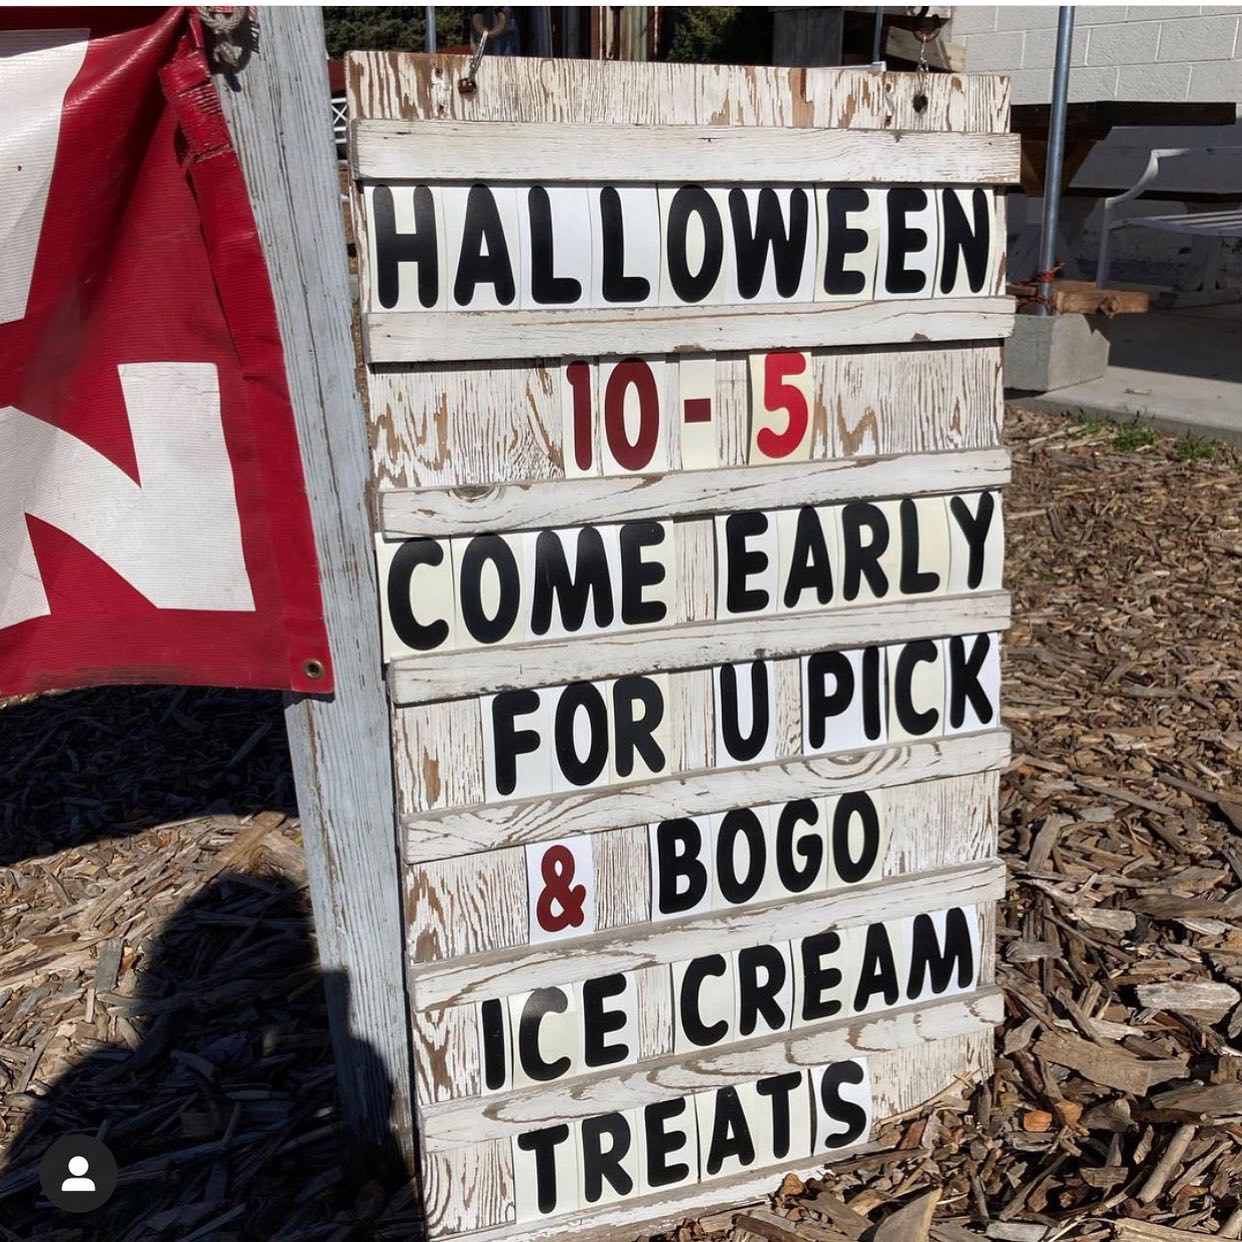 HALLOWEEN
10-5
COME EARLY
FOR U PICK
& BOGO
ICE CREAM
TREATS